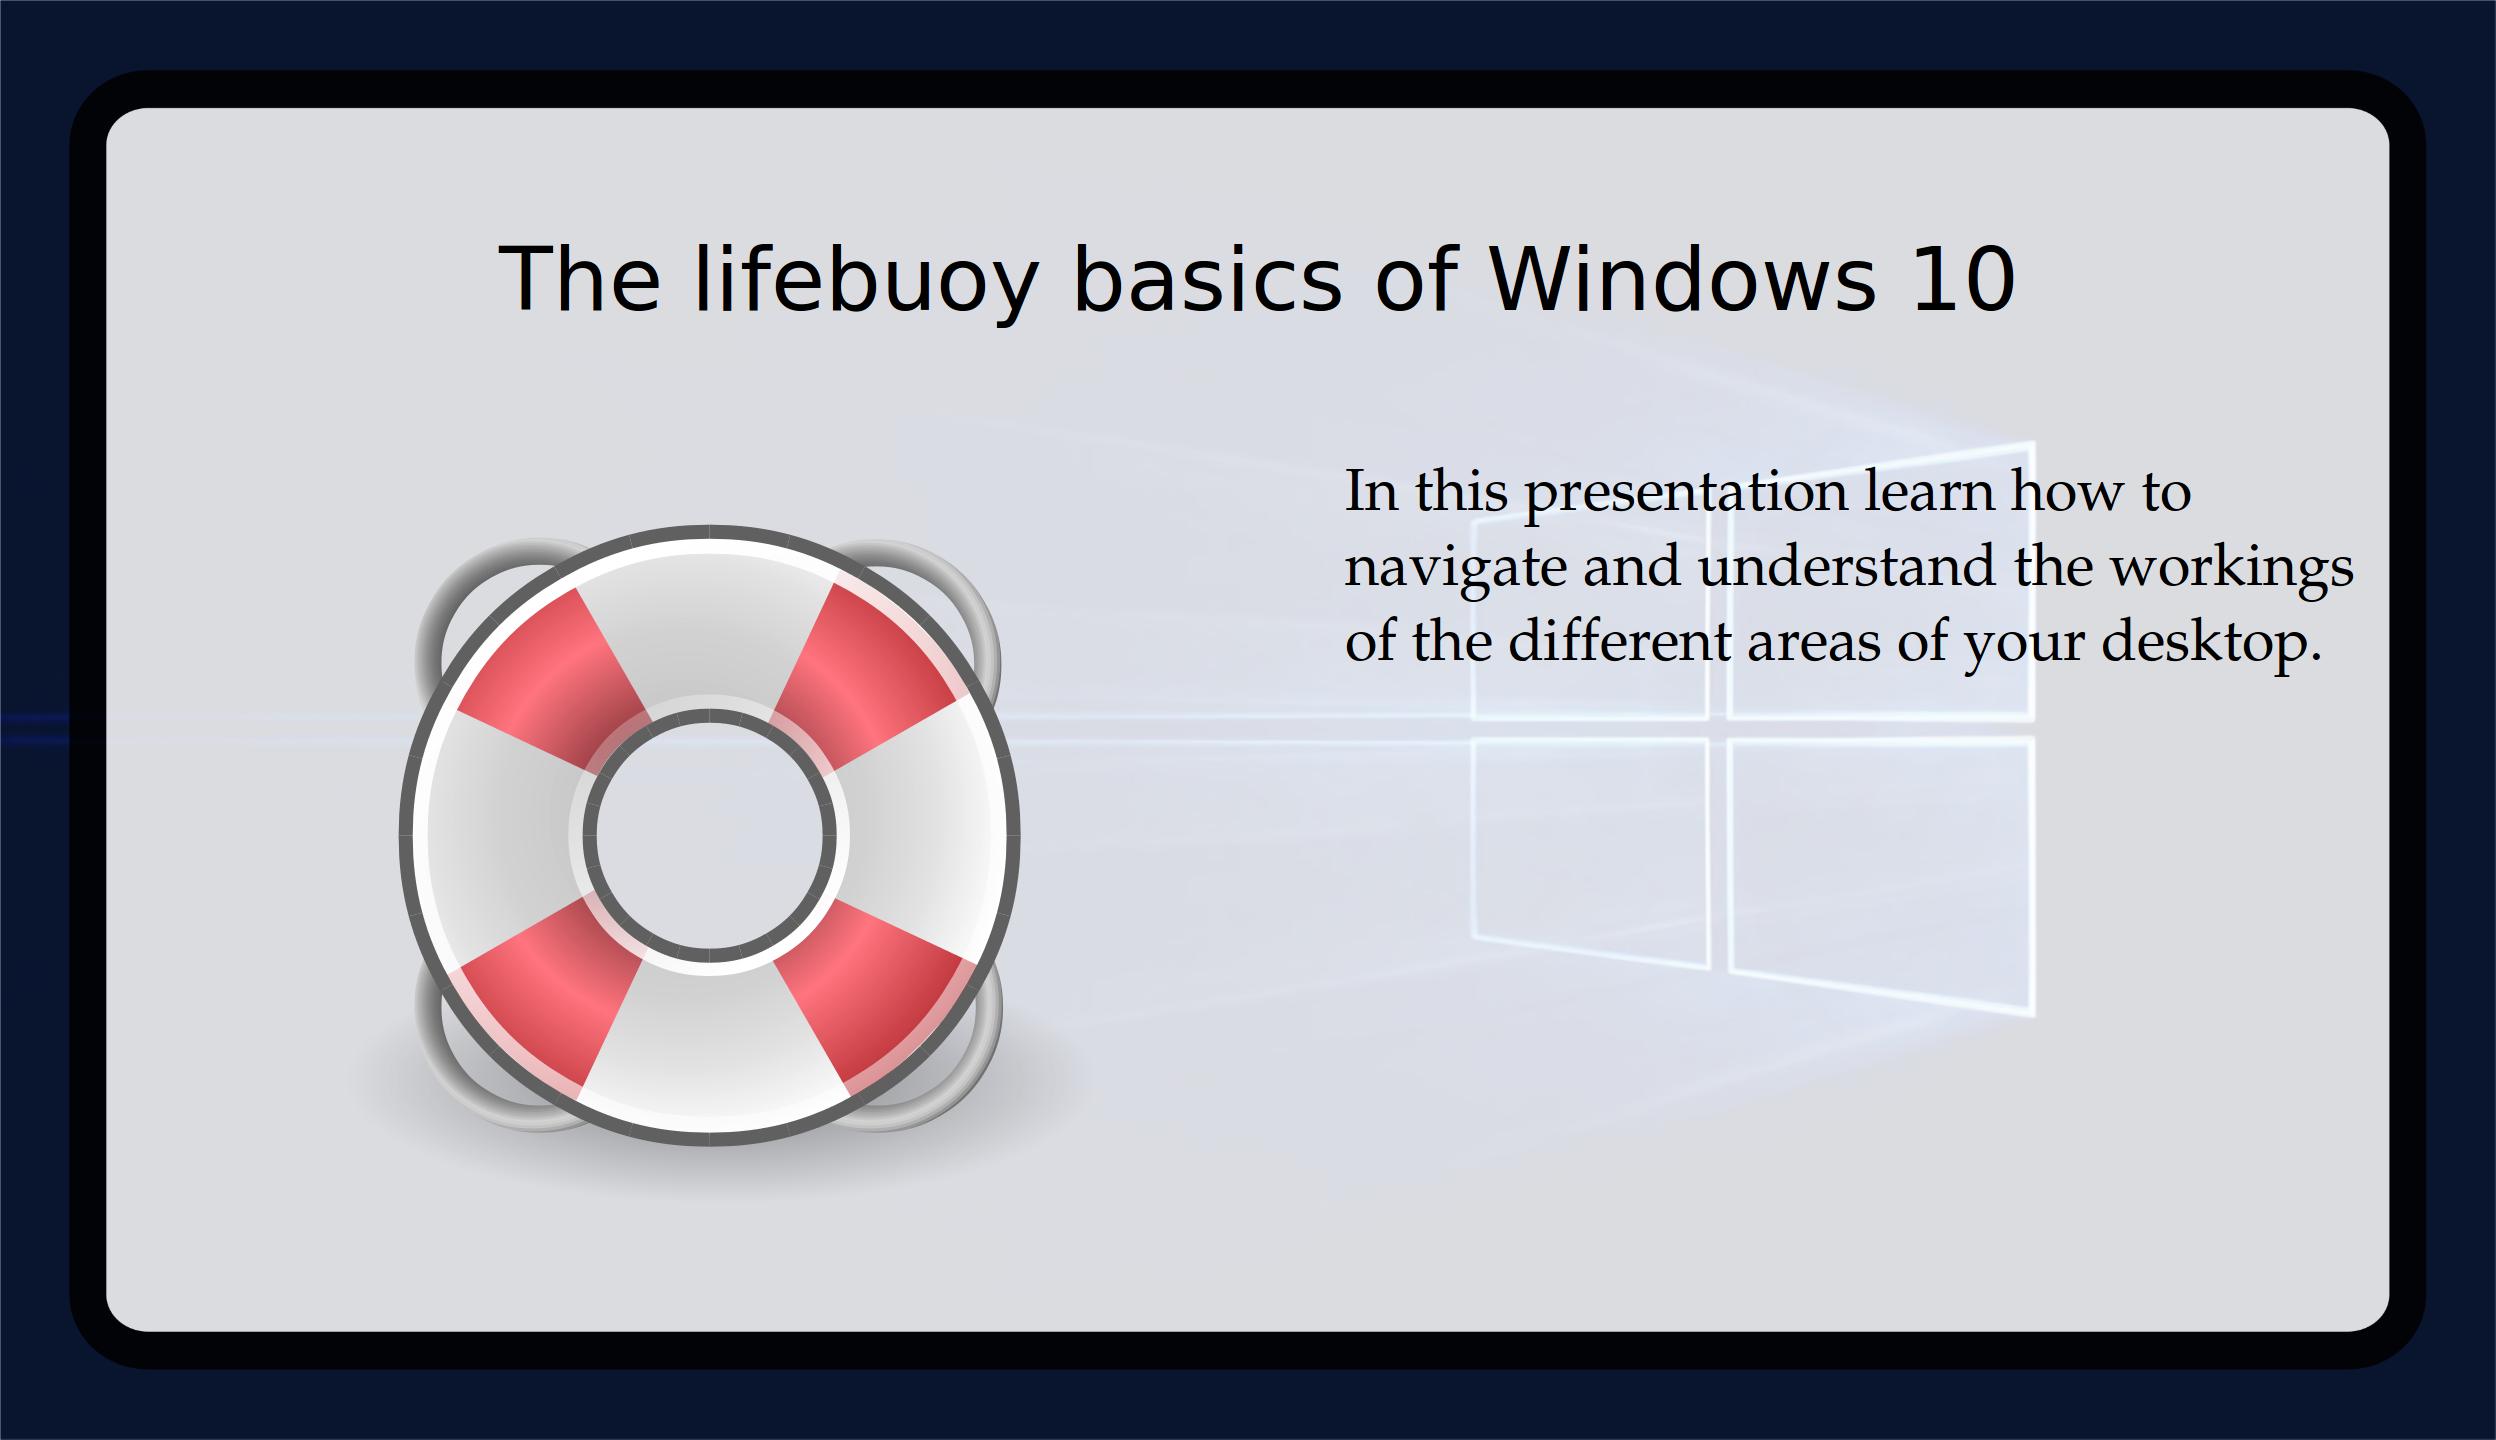 The lifebuoy basics of Windows 10
In this presentation learn how to
navigate and understand the workings
of the different areas of your desktop.